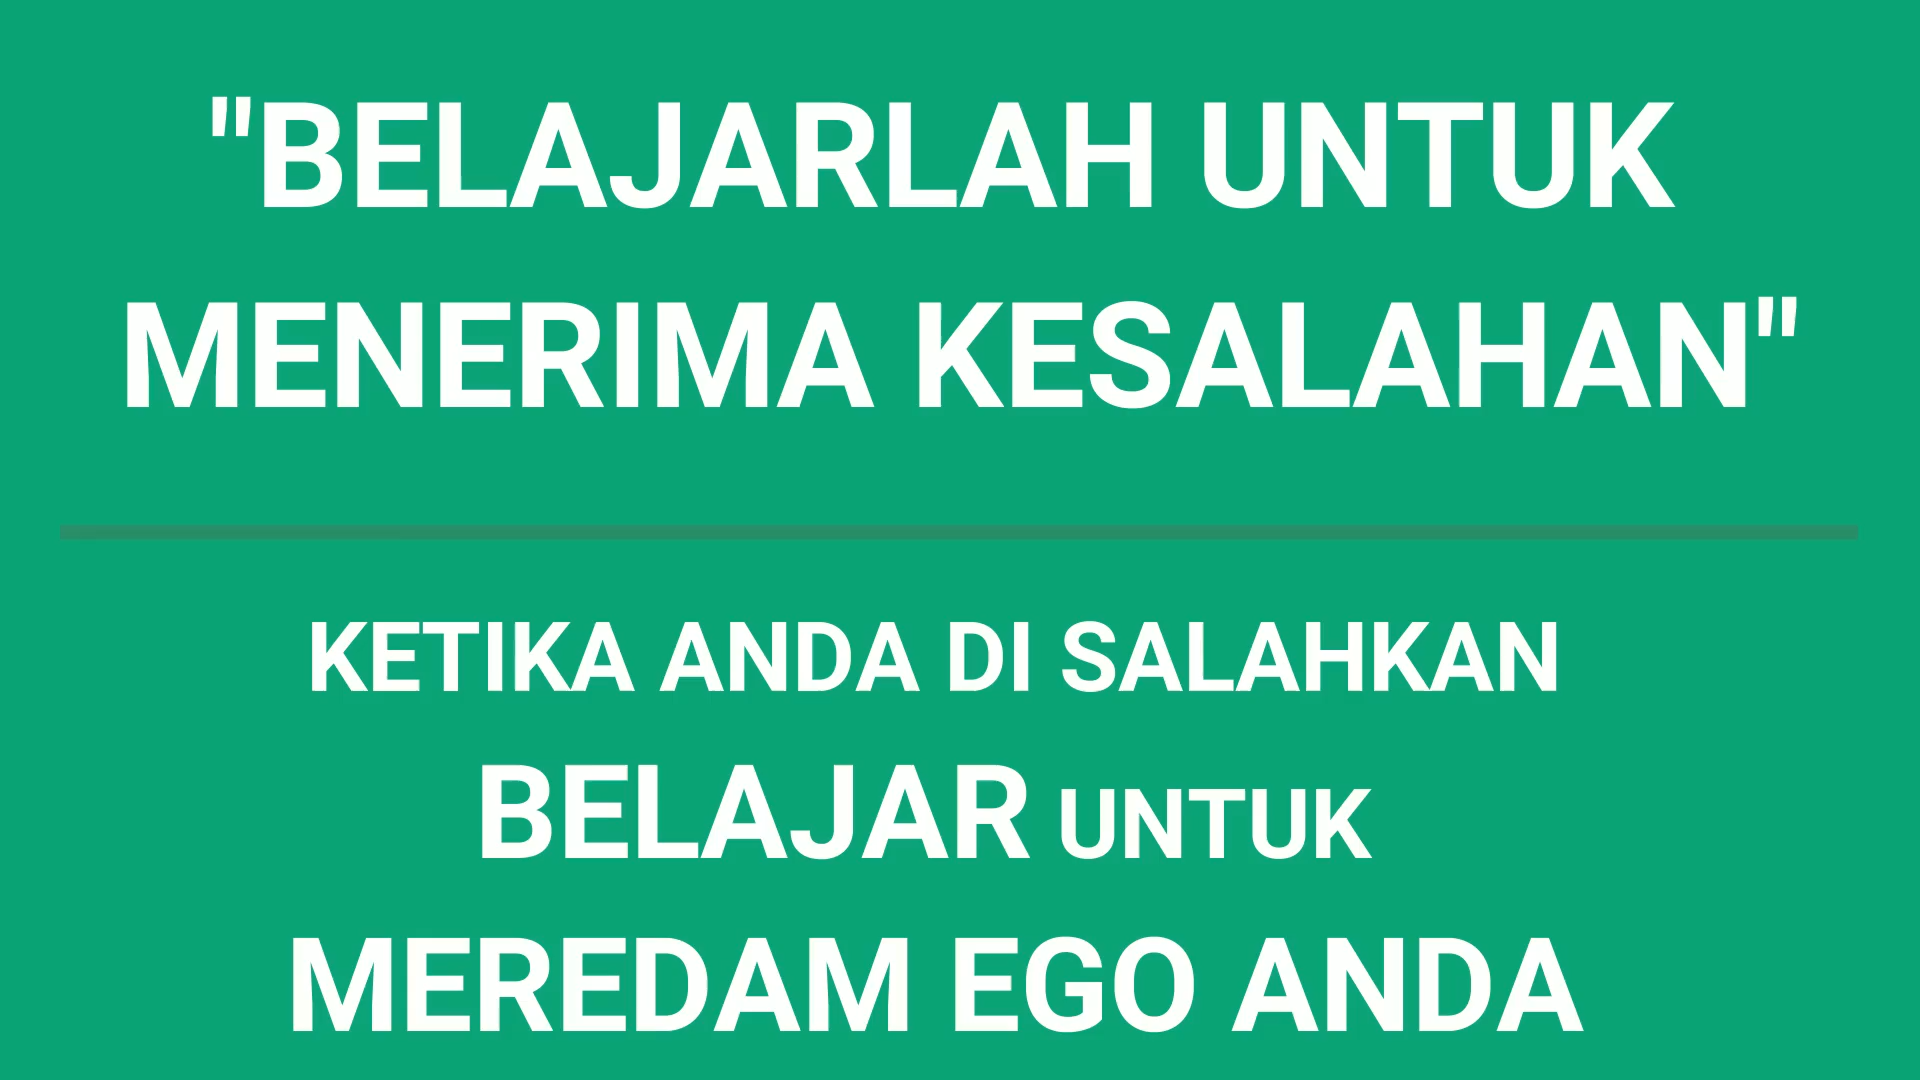 "BELAJARLAH UNTUK
MENERIMA KESALAHAN"
KETIKA ANDA DI SALAHKAN
BELAJAR UNTUK
MEREDAM EGO ANDA